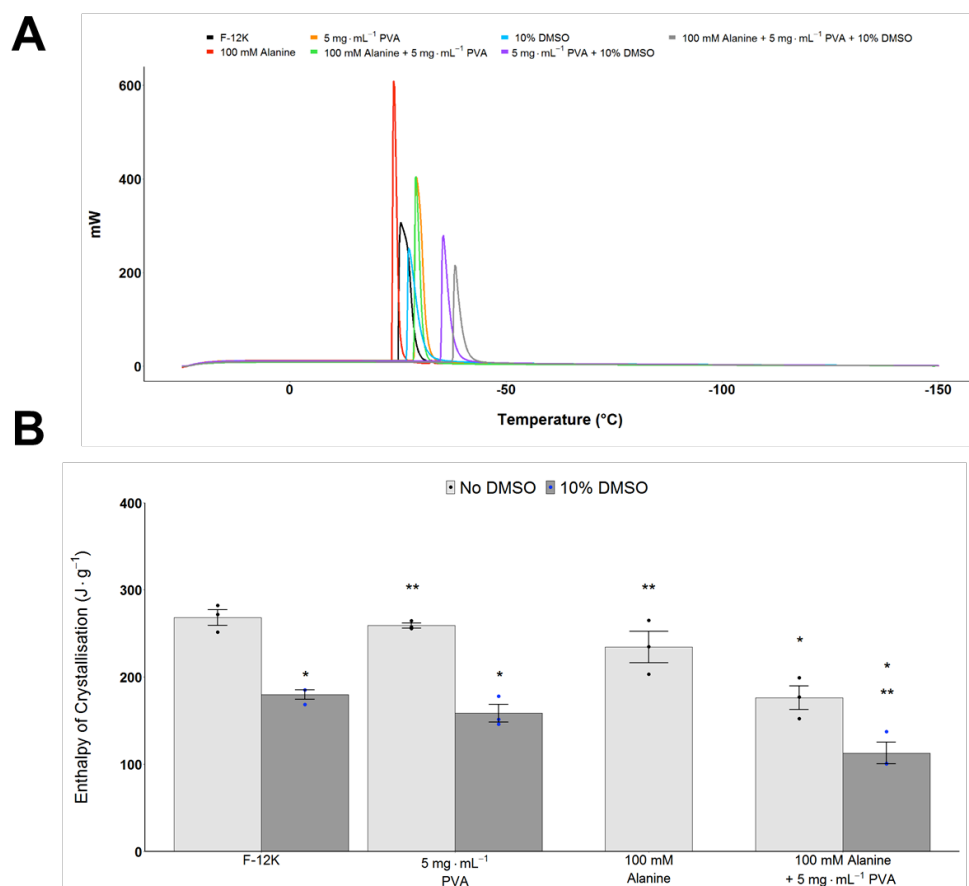 A
F-12K 5 mg · mL⁻¹ PVA 10% DMSO 100 mM Alanine + 5 mg · mL⁻¹ PVA + 10% DMSO
100 mM Alanine 100 mM Alanine + 5 mg · mL⁻¹ PVA 5 mg · mL⁻¹ PVA + 10% DMSO
600
400
200
0
mW
0 -50 -100 -150
Temperature (°C)
B
No DMSO 10% DMSO
400
300
200
100
0
Enthalpy of Crystallisation (J · g⁻¹)
** **
*
* * *
**
F-12K 5 mg · mL⁻¹ 100 mM 100 mM Alanine
PVA Alanine + 5 mg · mL⁻¹ PVA